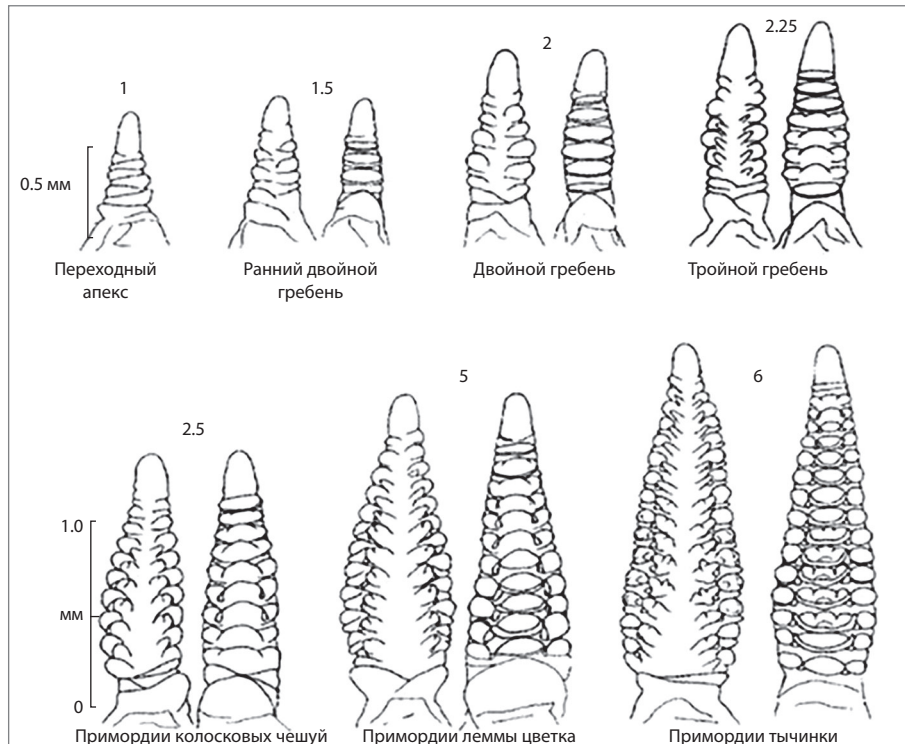 1
1.5
2
2.25
0.5 мм
Переходный
апекс
Ранний двойной
гребень
Двойной гребень
Тройной гребень
2.5
5
6
1.0
мм
0
Примордии колосковых чешуй
Примордии леммы цветка
Примордии тычинки